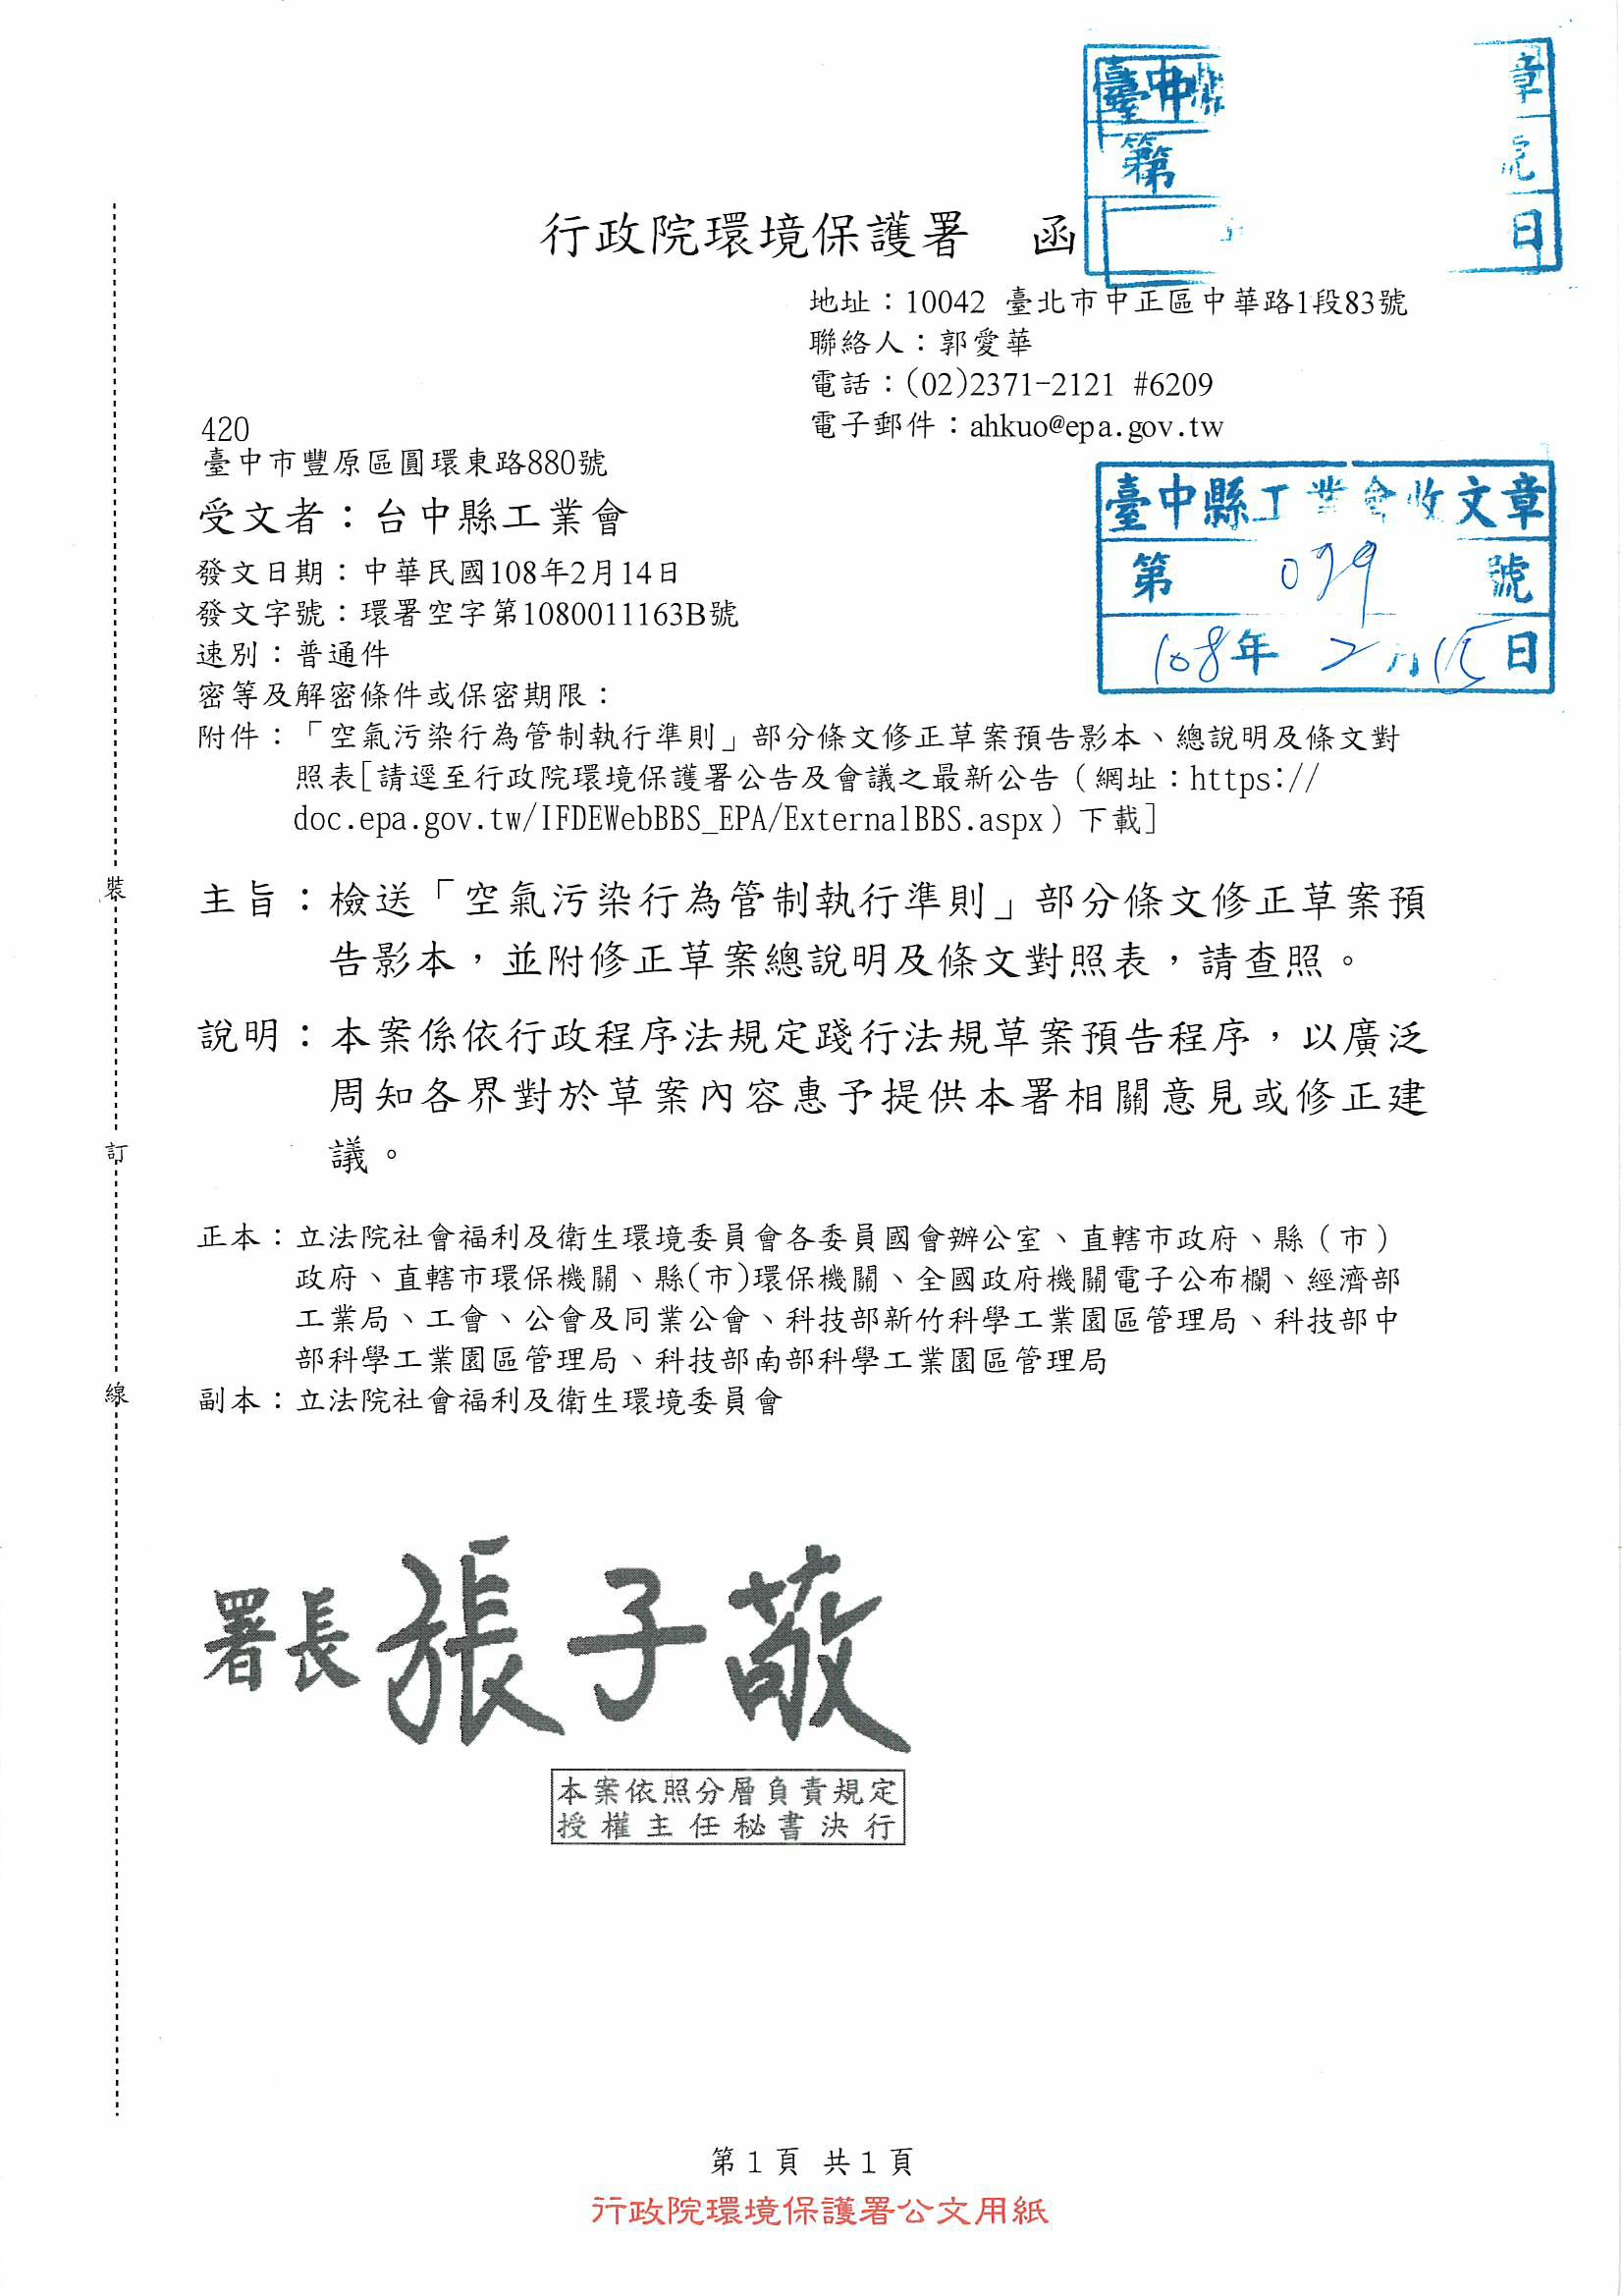 臺中縣
章
第
號
日
行政院環境保護署　函
地址：10042 臺北市中正區中華路1段83號
聯絡人：郭愛華
電話：(02)2371-2121 #6209
電子郵件：ahkuo@epa.gov.tw
420
臺中市豐原區圓環東路880號
受文者：台中縣工業會
發文日期：中華民國108年2月14日
發文字號：環署空字第1080011163B號
速別：普通件
密等及解密條件或保密期限：
附件：「空氣污染行為管制執行準則」部分條文修正草案預告影本、總說明及條文對
照表[請逕至行政院環境保護署公告及會議之最新公告（網址：https://
doc.epa.gov.tw/IFDEWebBBS_EPA/ExternalBBS.aspx）下載]
臺中縣工業會收文章
第 079 號
108年 2月15日
主旨：檢送「空氣污染行為管制執行準則」部分條文修正草案預
告影本，並附修正草案總說明及條文對照表，請查照。
說明：本案係依行政程序法規定踐行法規草案預告程序，以廣泛
周知各界對於草案內容惠予提供本署相關意見或修正建
議。
正本：立法院社會福利及衛生環境委員會各委員國會辦公室、直轄市政府、縣（市）
政府、直轄市環保機關、縣(市)環保機關、全國政府機關電子公布欄、經濟部
工業局、工會、公會及同業公會、科技部新竹科學工業園區管理局、科技部中
部科學工業園區管理局、科技部南部科學工業園區管理局
副本：立法院社會福利及衛生環境委員會
裝
訂
線
署長 張子敬
本案依照分層負責規定
授權主任秘書決行
第1頁 共1頁
行政院環境保護署公文用紙